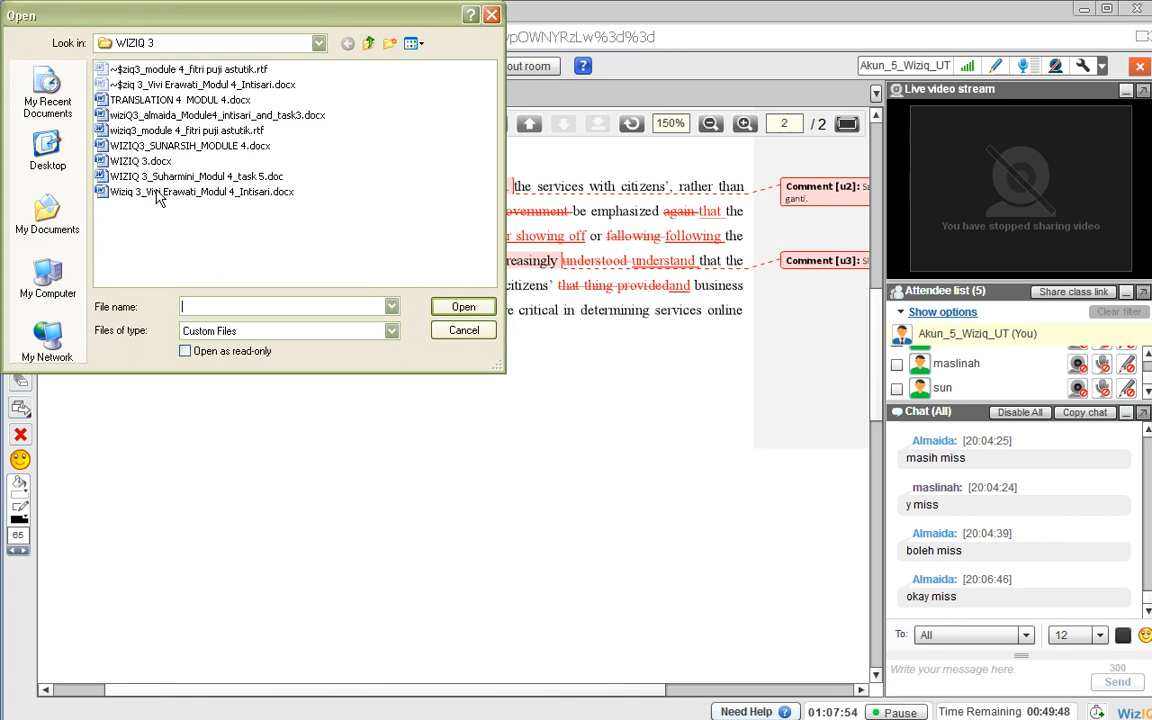 Open
Look in: WIZIQ 3
My Recent
Documents
Desktop
My Documents
My Computer
My Network
~$ziq3_module 4_fitri puji astutik.rtf
~$ziq 3_Vivi Erawati_Modul 4_Intisari.docx
TRANSLATION 4 MODUL 4.docx
wiziQ3_almaida_Module4_intisari_and_task3.docx
wiziq3_module 4_fitri puji astutik.rtf
WIZIQ3_SUNARSIH_MODULE 4.docx
WIZIQ 3.docx
WIZIQ 3_Suharmini_Modul 4_task 5.doc
Wiziq 3_Vivi Erawati_Modul 4_Intisari.docx
File name:
Open
Files of type: Custom Files
Cancel
Open as read-only
vpOWNYRzLw%3d%3d
out room
150%
2 / 2
the services with citizens', rather than
overnment be emphasized again that the
r showing off or fallowing following the
reasingly understood understand that the
citizens' that thing providedand business
e critical in determining services online
Comment [u2]:
ganti.
Comment [u3]:
65
Akun_5_Wiziq_UT
Live video stream
You have stopped sharing video
Attendee list (5)
Share class link
Show options
Clear filter
Akun_5_Wiziq_UT (You)
maslinah
sun
Chat (All)
Disable All
Copy chat
Almaida: [20:04:25]
masih miss
maslinah: [20:04:24]
y miss
Almaida: [20:04:39]
boleh miss
Almaida: [20:06:46]
okay miss
To: All
12
Write your message here.
300
Send
Need Help
01:07:54
Pause
Time Remaining 00:49:48
WizIQ